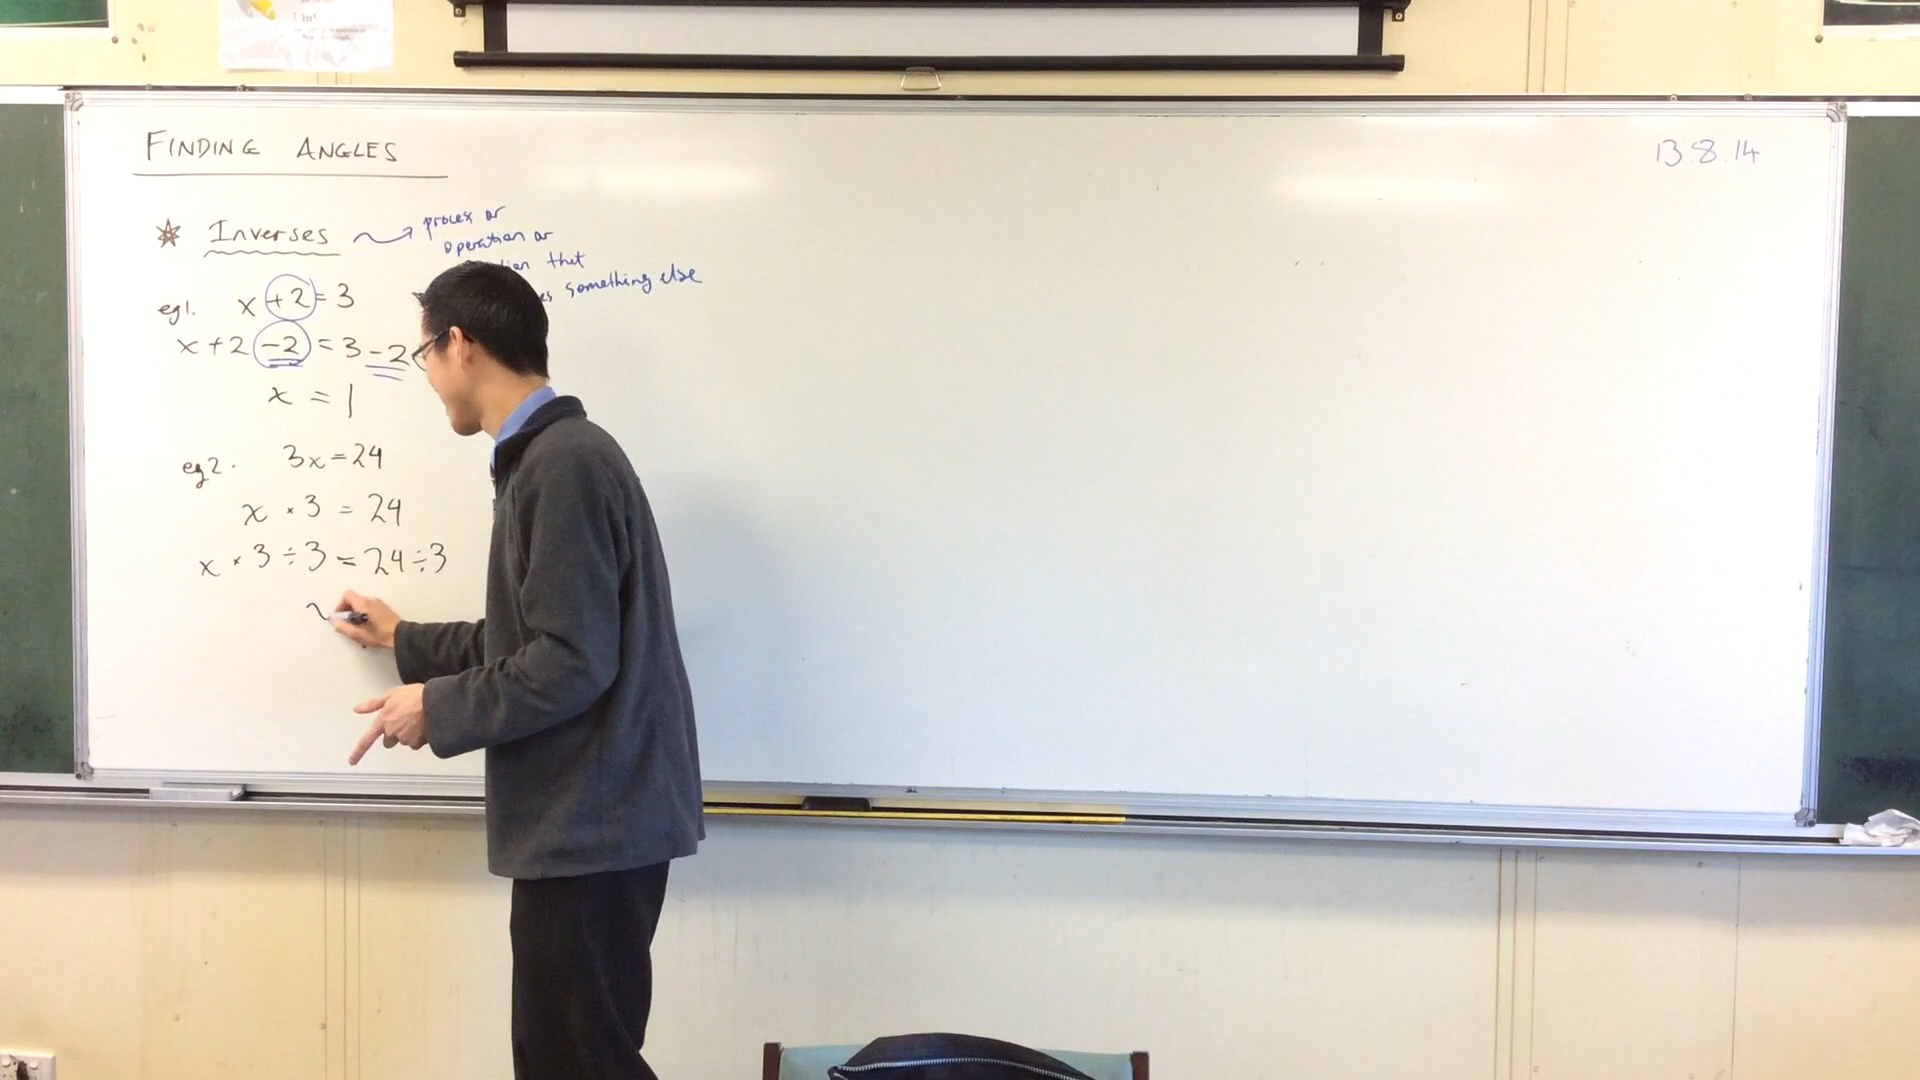 FINDING ANGLES
13.8.14
* Inverses
process or
operation or
that
something else
eg1. x +2 = 3
x +2 -2 = 3 -2
x = 1
eg2. 3x = 24
x × 3 = 24
x × 3 ÷ 3 = 24 ÷ 3